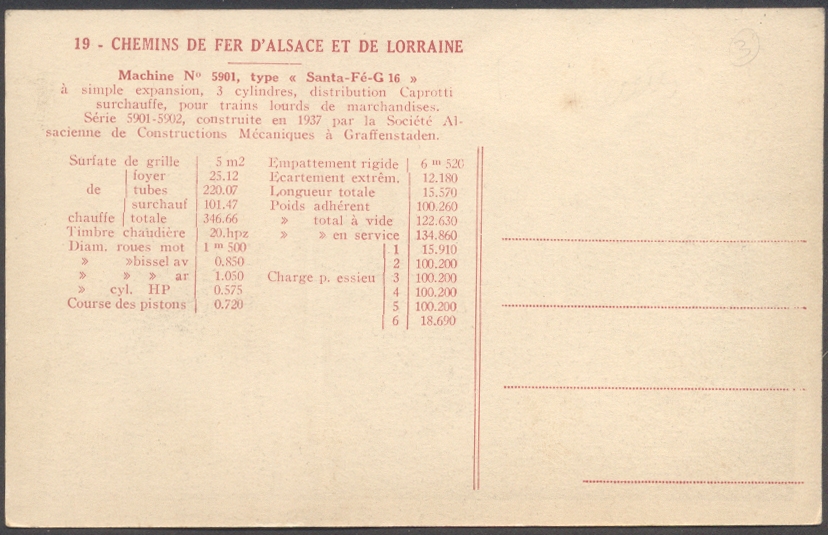 3
19 - CHEMINS DE FER D'ALSACE ET DE LORRAINE
Machine Nº 5901, type « Santa-Fé-G 16 »
à simple expansion, 3 cylindres, distribution Caprotti
surchauffe, pour trains lourds de marchandises.
Série 5901-5902, construite en 1937 par la Société Al-
sacienne de Constructions Mécaniques à Graffenstaden.
Surfate de grille 5 m2
foyer 25.12
de tubes 220.07
surchauf 101.47
chauffe totale 346.66
Timbre chaudière 20.hpz
Diam. roues mot 1 m 500
» »bissel av 0.850
» » » ar 1.050
» cyl. HP 0.575
Course des pistons 0.720
Empattement rigide 6 m 520
Ecartement extrêm. 12.180
Longueur totale 15.570
Poids adhérent 100.260
» total à vide 122.630
» » en service 134.860
1 15.910
2 100.200
Charge p. essieu 3 100.200
4 100.200
5 100.200
6 18.690